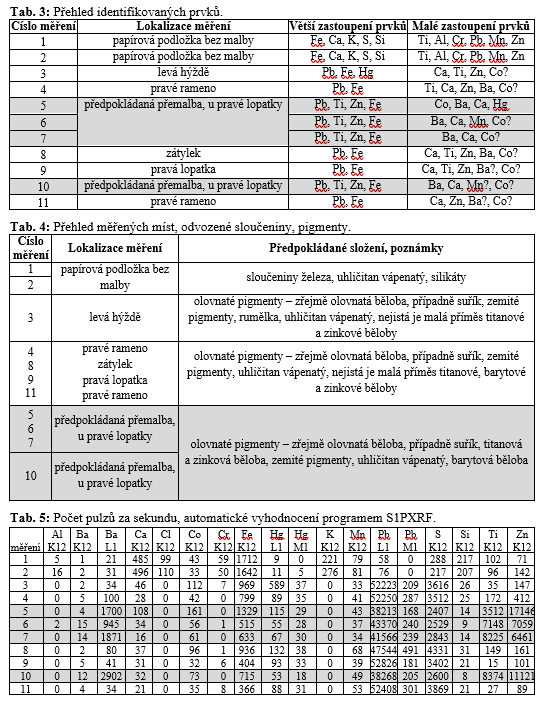 Tab. 3: Přehled identifikovaných prvků.
Číslo měření Lokalizace měření Větší zastoupení prvků Malé zastoupení prvků
1 papírová podložka bez malby Fe, Ca, K, S, Si Ti, Al, Cr, Pb, Mn, Zn
2 papírová podložka bez malby Fe, Ca, K, S, Si Ti, Al, Cr, Pb, Mn, Zn
3 levá hýždě Pb, Fe, Hg Ca, Ti, Zn, Co?
4 pravé rameno Pb, Fe Ti, Ca, Zn, Ba, Co?
5 předpokládaná přemalba, u pravé lopatky Pb, Ti, Zn, Fe Co, Ba, Ca, Hg
6 Pb, Ti, Zn, Fe Ba, Ca, Mn, Co?
7 Pb, Ti, Zn, Fe Ba, Ca, Co?
8 zátylek Pb, Fe Ca, Ti, Zn, Ba, Co?
9 pravá lopatka Pb, Fe Ca, Ti, Zn, Ba?, Co?
10 předpokládaná přemalba, u pravé lopatky Pb, Ti, Zn, Fe Ba, Ca, Mn?, Co?
11 pravé rameno Pb, Fe Ca, Zn, Ba?, Co?
Tab. 4: Přehled měřených míst, odvozené sloučeniny, pigmenty.
Číslo
měření Lokalizace měření Předpokládané složení, poznámky
1 papírová podložka bez
2 malby
sloučeniny železa, uhličitan vápenatý, silikáty
3 levá hýždě
olovnaté pigmenty – zřejmě olovnatá běloba, případně suřík, zemité
pigmenty, rumělka, uhličitan vápenatý, nejistá je malá příměs titanové
a zinkové běloby
4 pravé rameno
8 zátylek
9 pravá lopatka
11 pravé rameno
olovnaté pigmenty – zřejmě olovnatá běloba, případně suřík, zemité
pigmenty, uhličitan vápenatý, nejistá je malá příměs titanové, barytové
a zinkové běloby
5
6
7
předpokládaná přemalba,
u pravé lopatky
10
předpokládaná přemalba,
u pravé lopatky
olovnaté pigmenty – zřejmě olovnatá běloba, případně suřík, titanová
a zinková běloba, zemité pigmenty, uhličitan vápenatý, barytová běloba
Tab. 5: Počet pulzů za sekundu, automatické vyhodnocení programem S1PXRF.
Al Ba Ba Ca Cl Co Cr Fe Hg Hg K Mn Pb Pb S Si Ti Zn
měření K12 K12 L1 K12 K12 K12 K12 K12 L1 M1 K12 K12 L1 M1 K12 K12 K12 K12
1 5 1 21 485 99 43 59 1712 9 0 221 79 58 0 288 217 102 71
2 16 2 31 496 110 33 50 1642 11 5 276 81 76 0 217 207 96 142
3 0 2 34 46 0 112 7 969 589 37 0 33 52223 209 3616 26 35 147
4 0 5 100 28 0 42 0 799 89 35 0 41 52250 287 3512 25 172 412
5 0 4 1700 108 0 161 0 1329 115 29 0 43 38213 168 2407 14 3512 17146
6 2 15 945 34 0 56 1 515 55 28 0 37 43370 240 2529 9 7148 7059
7 0 14 1871 16 0 61 0 633 67 30 0 34 41566 239 2843 14 8225 6461
8 0 2 80 37 0 96 1 936 132 38 0 68 47544 491 4331 31 149 161
9 0 5 41 31 0 32 6 404 93 33 0 39 52826 181 3402 21 15 101
10 0 12 2902 32 0 73 0 715 53 18 0 49 38268 205 2600 8 8374 11121
11 0 4 34 21 0 35 8 366 88 31 0 53 52408 301 3869 21 27 89